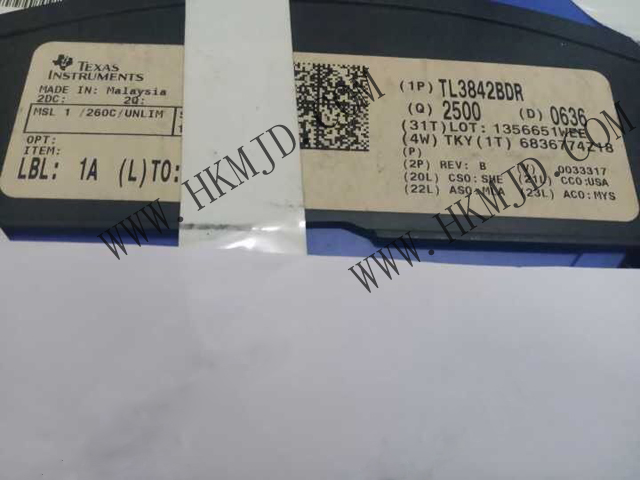 TEXAS
INSTRUMENTS
MADE IN: Malaysia
2DC: 2Q:
MSL 1 /260C/UNLIM
OPT:
ITEM:
LBL: 1A (L)TO:
(1P) TL3842BDR
(Q) 2500 (D) 0636
(31T)LOT: 1356651WEE
(4W) TKY(1T) 6836774ZI8
(P)
(2P) REV: B 0033317
(20L) CSO:SHE (21L) CCO:USA
(22L) ASO:MLA (23L) ACO:MYS
WWW.HKMJD.COM
WWW.HKMJD.COM